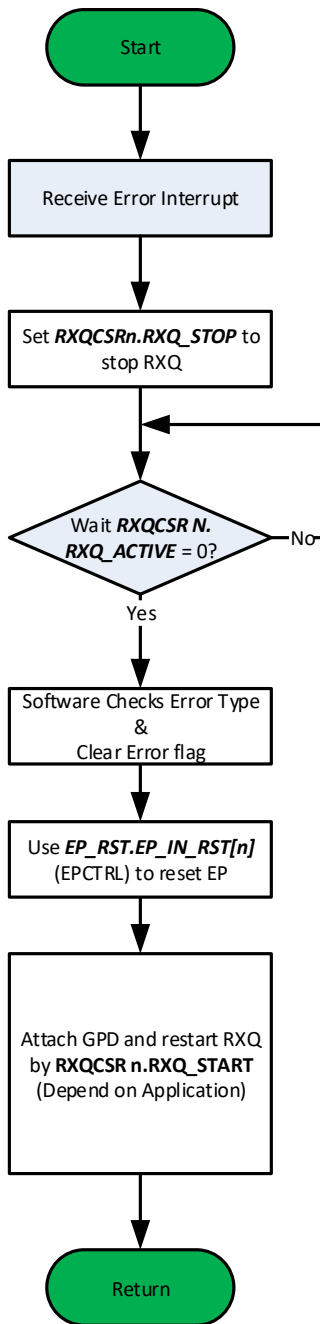 Start
Receive Error Interrupt
Set RXQCSRn.RXQ_STOP to
stop RXQ
Wait RXQCSR N.
RXQ_ACTIVE = 0?
No
Yes
Software Checks Error Type
&
Clear Error flag
Use EP_RST.EP_IN_RST[n]
(EPCTRL) to reset EP
Attach GPD and restart RXQ
by RXQCSR n.RXQ_START
(Depend on Application)
Return